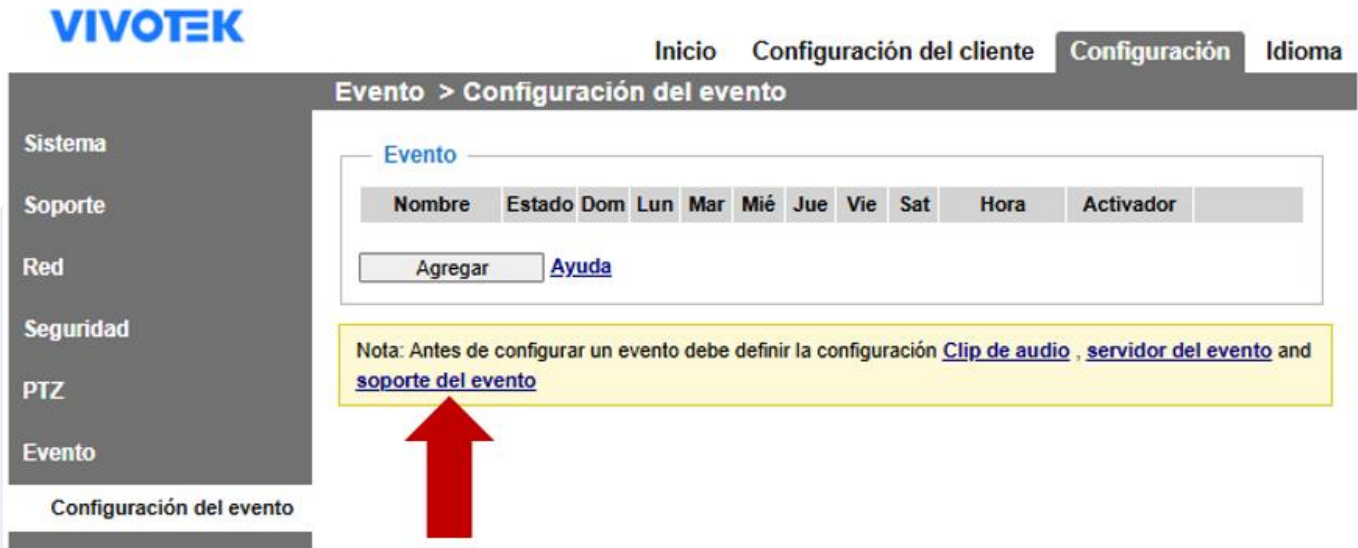 VIVOTEK
Inicio Configuración del cliente Configuración Idioma
Evento > Configuración del evento
Sistema
Soporte
Red
Seguridad
PTZ
Evento
Configuración del evento
Evento
Nombre Estado Dom Lun Mar Mié Jue Vie Sat Hora Activador
Agregar Ayuda
Nota: Antes de configurar un evento debe definir la configuración Clip de audio , servidor del evento and
soporte del evento